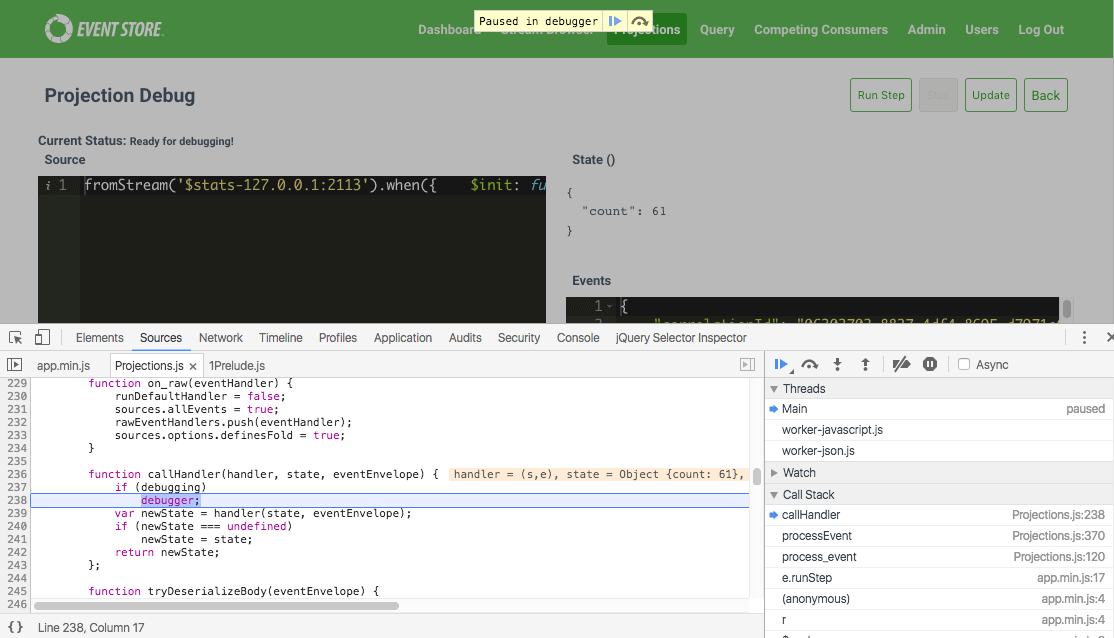 Paused in debugger
EVENT STORE
Dashboard Stream Browser Projections Query Competing Consumers Admin Users Log Out
Projection Debug
Run Step Stop Update Back
Current Status: Ready for debugging!
Source
State ()
i 1 fromStream('$stats-127.0.0.1:2113').when({ $init: fu
{
"count": 61
}
Events
1 {
Elements Sources Network Timeline Profiles Application Audits Security Console jQuery Selector Inspector
app.min.js Projections.js × 1Prelude.js
229 function on_raw(eventHandler) {
230 runDefaultHandler = false;
231 sources.allEvents = true;
232 rawEventHandlers.push(eventHandler);
233 sources.options.definesFold = true;
234 }
235
236 function callHandler(handler, state, eventEnvelope) { handler = (s,e), state = Object {count: 61},
237 if (debugging)
238 debugger;
239 var newState = handler(state, eventEnvelope);
240 if (newState === undefined)
241 newState = state;
242 return newState;
243 };
244
245 function tryDeserializeBody(eventEnvelope) {
246
{} Line 238, Column 17
Async
Threads
Main paused
worker-javascript.js
worker-json.js
Watch
Call Stack
callHandler Projections.js:238
processEvent Projections.js:370
process_event Projections.js:120
e.runStep app.min.js:17
(anonymous) app.min.js:4
r app.min.js:4